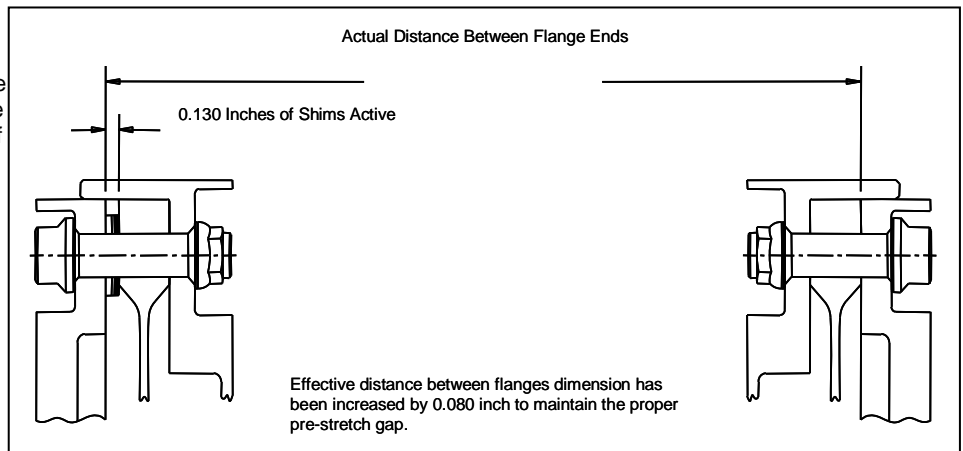 Actual Distance Between Flange Ends
0.130 Inches of Shims Active
Effective distance between flanges dimension has
been increased by 0.080 inch to maintain the proper
pre-stretch gap.